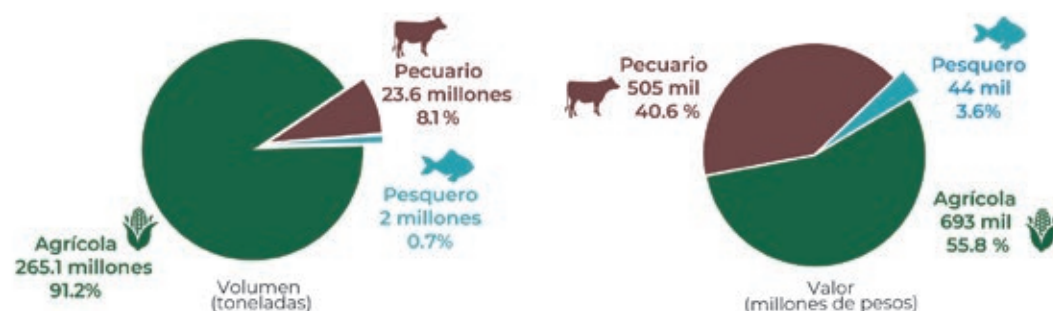 Pecuario
23.6 millones
8.1 %
Pesquero
2 millones
0.7%
Agrícola
265.1 millones
91.2%
Volumen
(toneladas)
Pecuario
505 mil
40.6 %
Pesquero
44 mil
3.6%
Agrícola
693 mil
55.8 %
Valor
(millones de pesos)